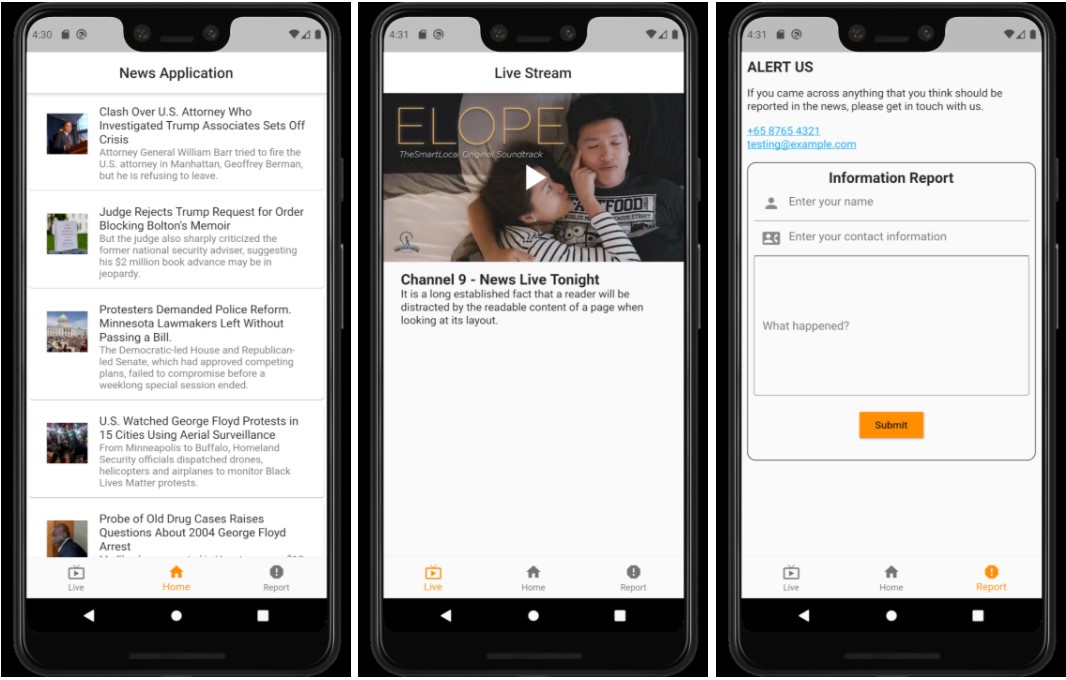 4:30
News Application
Clash Over U.S. Attorney Who
Investigated Trump Associates Sets Off
Crisis
Attorney General William Barr tried to fire the
U.S. attorney in Manhattan, Geoffrey Berman,
but he is refusing to leave.
Judge Rejects Trump Request for Order
Blocking Bolton's Memoir
But the judge also sharply criticized the
former national security adviser, suggesting
his $2 million book advance may be in
jeopardy.
Protesters Demanded Police Reform.
Minnesota Lawmakers Left Without
Passing a Bill.
The Democratic-led House and Republican-
led Senate, which had approved competing
plans, failed to compromise before a
weeklong special session ended.
U.S. Watched George Floyd Protests in
15 Cities Using Aerial Surveillance
From Minneapolis to Buffalo, Homeland
Security officials dispatched drones,
helicopters and airplanes to monitor Black
Lives Matter protests.
Probe of Old Drug Cases Raises
Questions About 2004 George Floyd
Arrest
Live
Home
Report
4:31
Live Stream
ELOPE
TheSmartLocal Original Soundtrack
Channel 9 - News Live Tonight
It is a long established fact that a reader will be
distracted by the readable content of a page when
looking at its layout.
Live
Home
Report
4:31
ALERT US
If you came across anything that you think should be
reported in the news, please get in touch with us.
+65 8765 4321
testing@example.com
Information Report
Enter your name
Enter your contact information
What happened?
Submit
Live
Home
Report